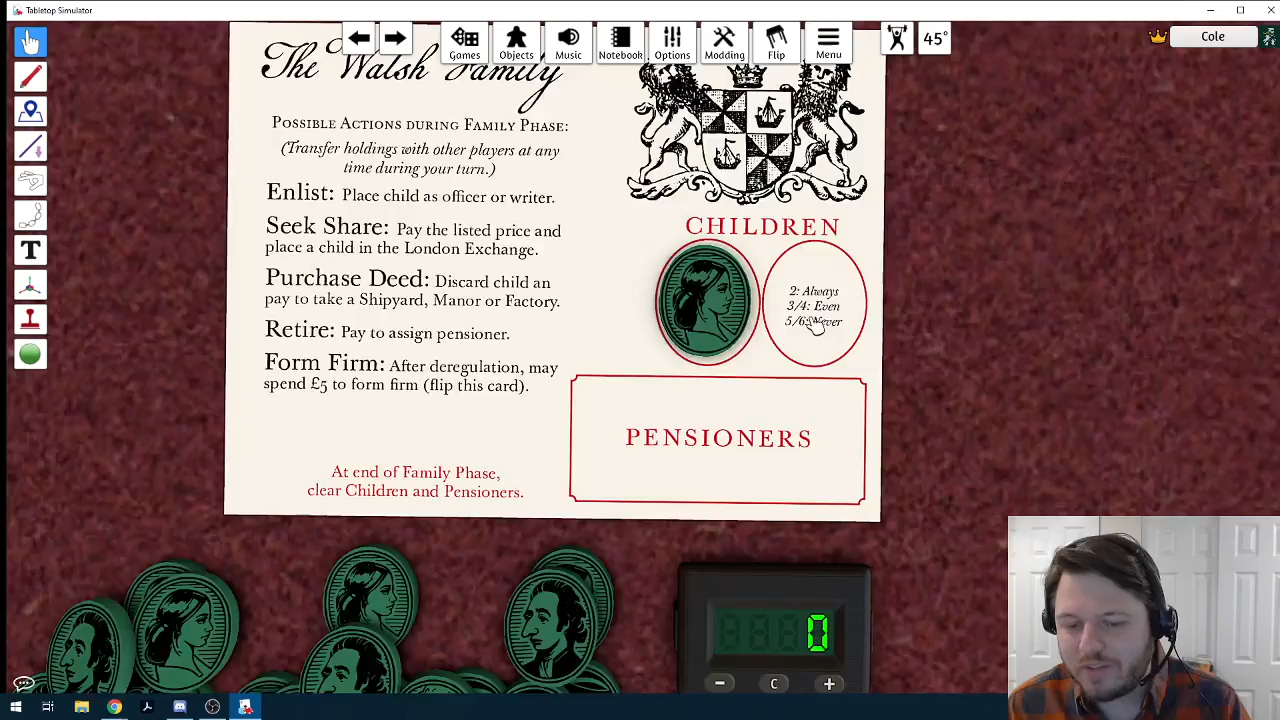 Tabletop Simulator
Games
Objects
Music
Notebook
Options
Modding
Flip
Menu
45°
Cole
T
The Walsh Family
POSSIBLE ACTIONS DURING FAMILY PHASE:
(Transfer holdings with other players at any
time during your turn.)
Enlist: Place child as officer or writer.
Seek Share: Pay the listed price and
place a child in the London Exchange.
Purchase Deed: Discard child an
pay to take a Shipyard, Manor or Factory.
Retire: Pay to assign pensioner.
Form Firm: After deregulation, may
spend £5 to form firm (flip this card).
At end of Family Phase,
clear Children and Pensioners.
CHILDREN
2: Always
3/4: Even
5/6: Never
PENSIONERS
0
− C +